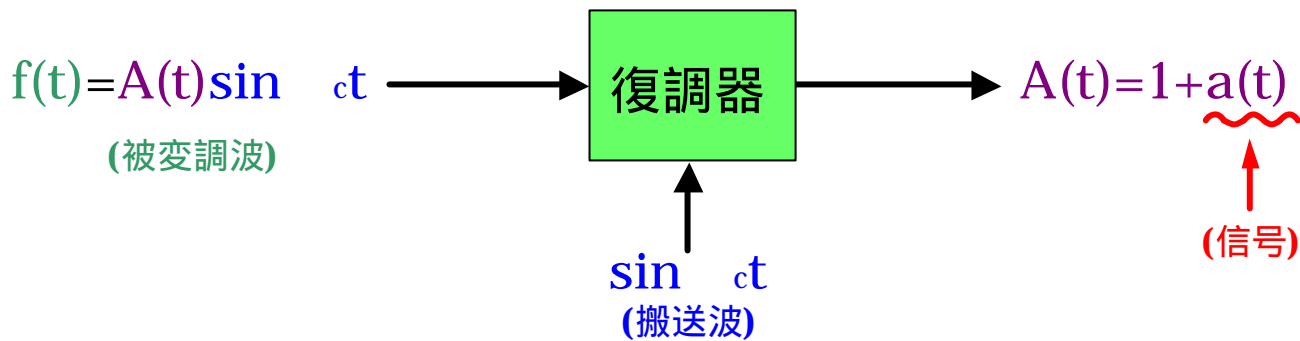 f(t)=A(t)sin ct
(被変調波)
復調器
A(t)=1+a(t)
(信号)
sin ct
(搬送波)